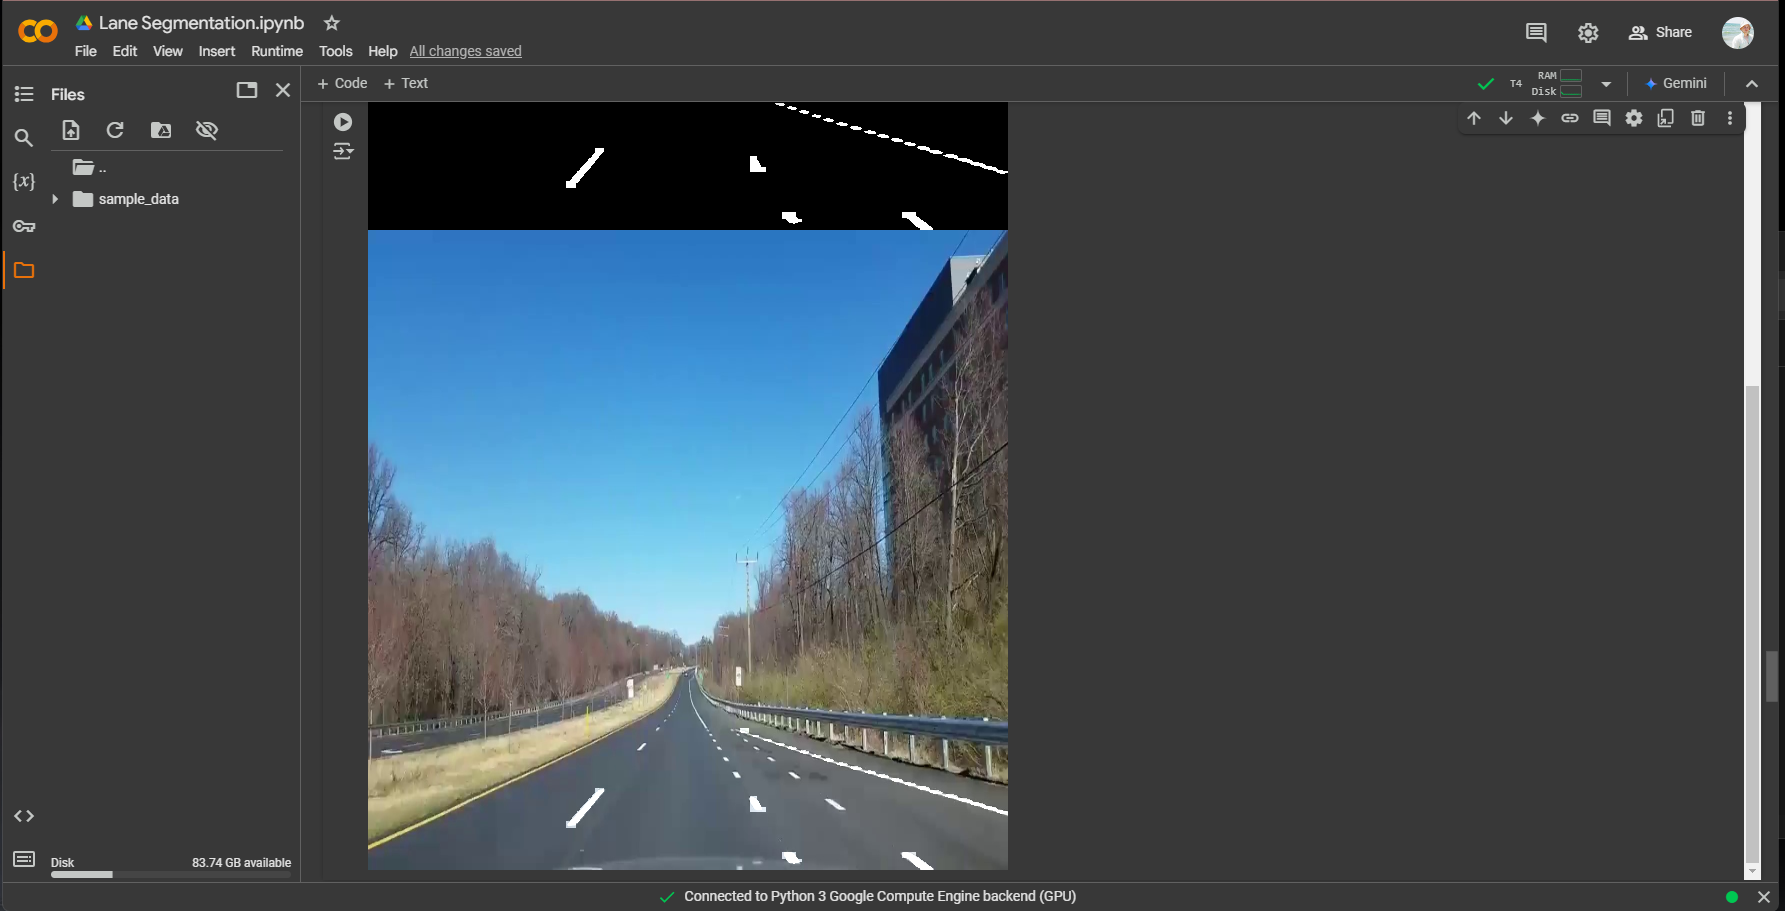 Lane Segmentation.ipynb
File Edit View Insert Runtime Tools Help All changes saved
Share
Files
+ Code + Text
T4 RAM
Disk
Gemini
..
{x}
sample_data
<>
Disk 83.74 GB available
Connected to Python 3 Google Compute Engine backend (GPU)